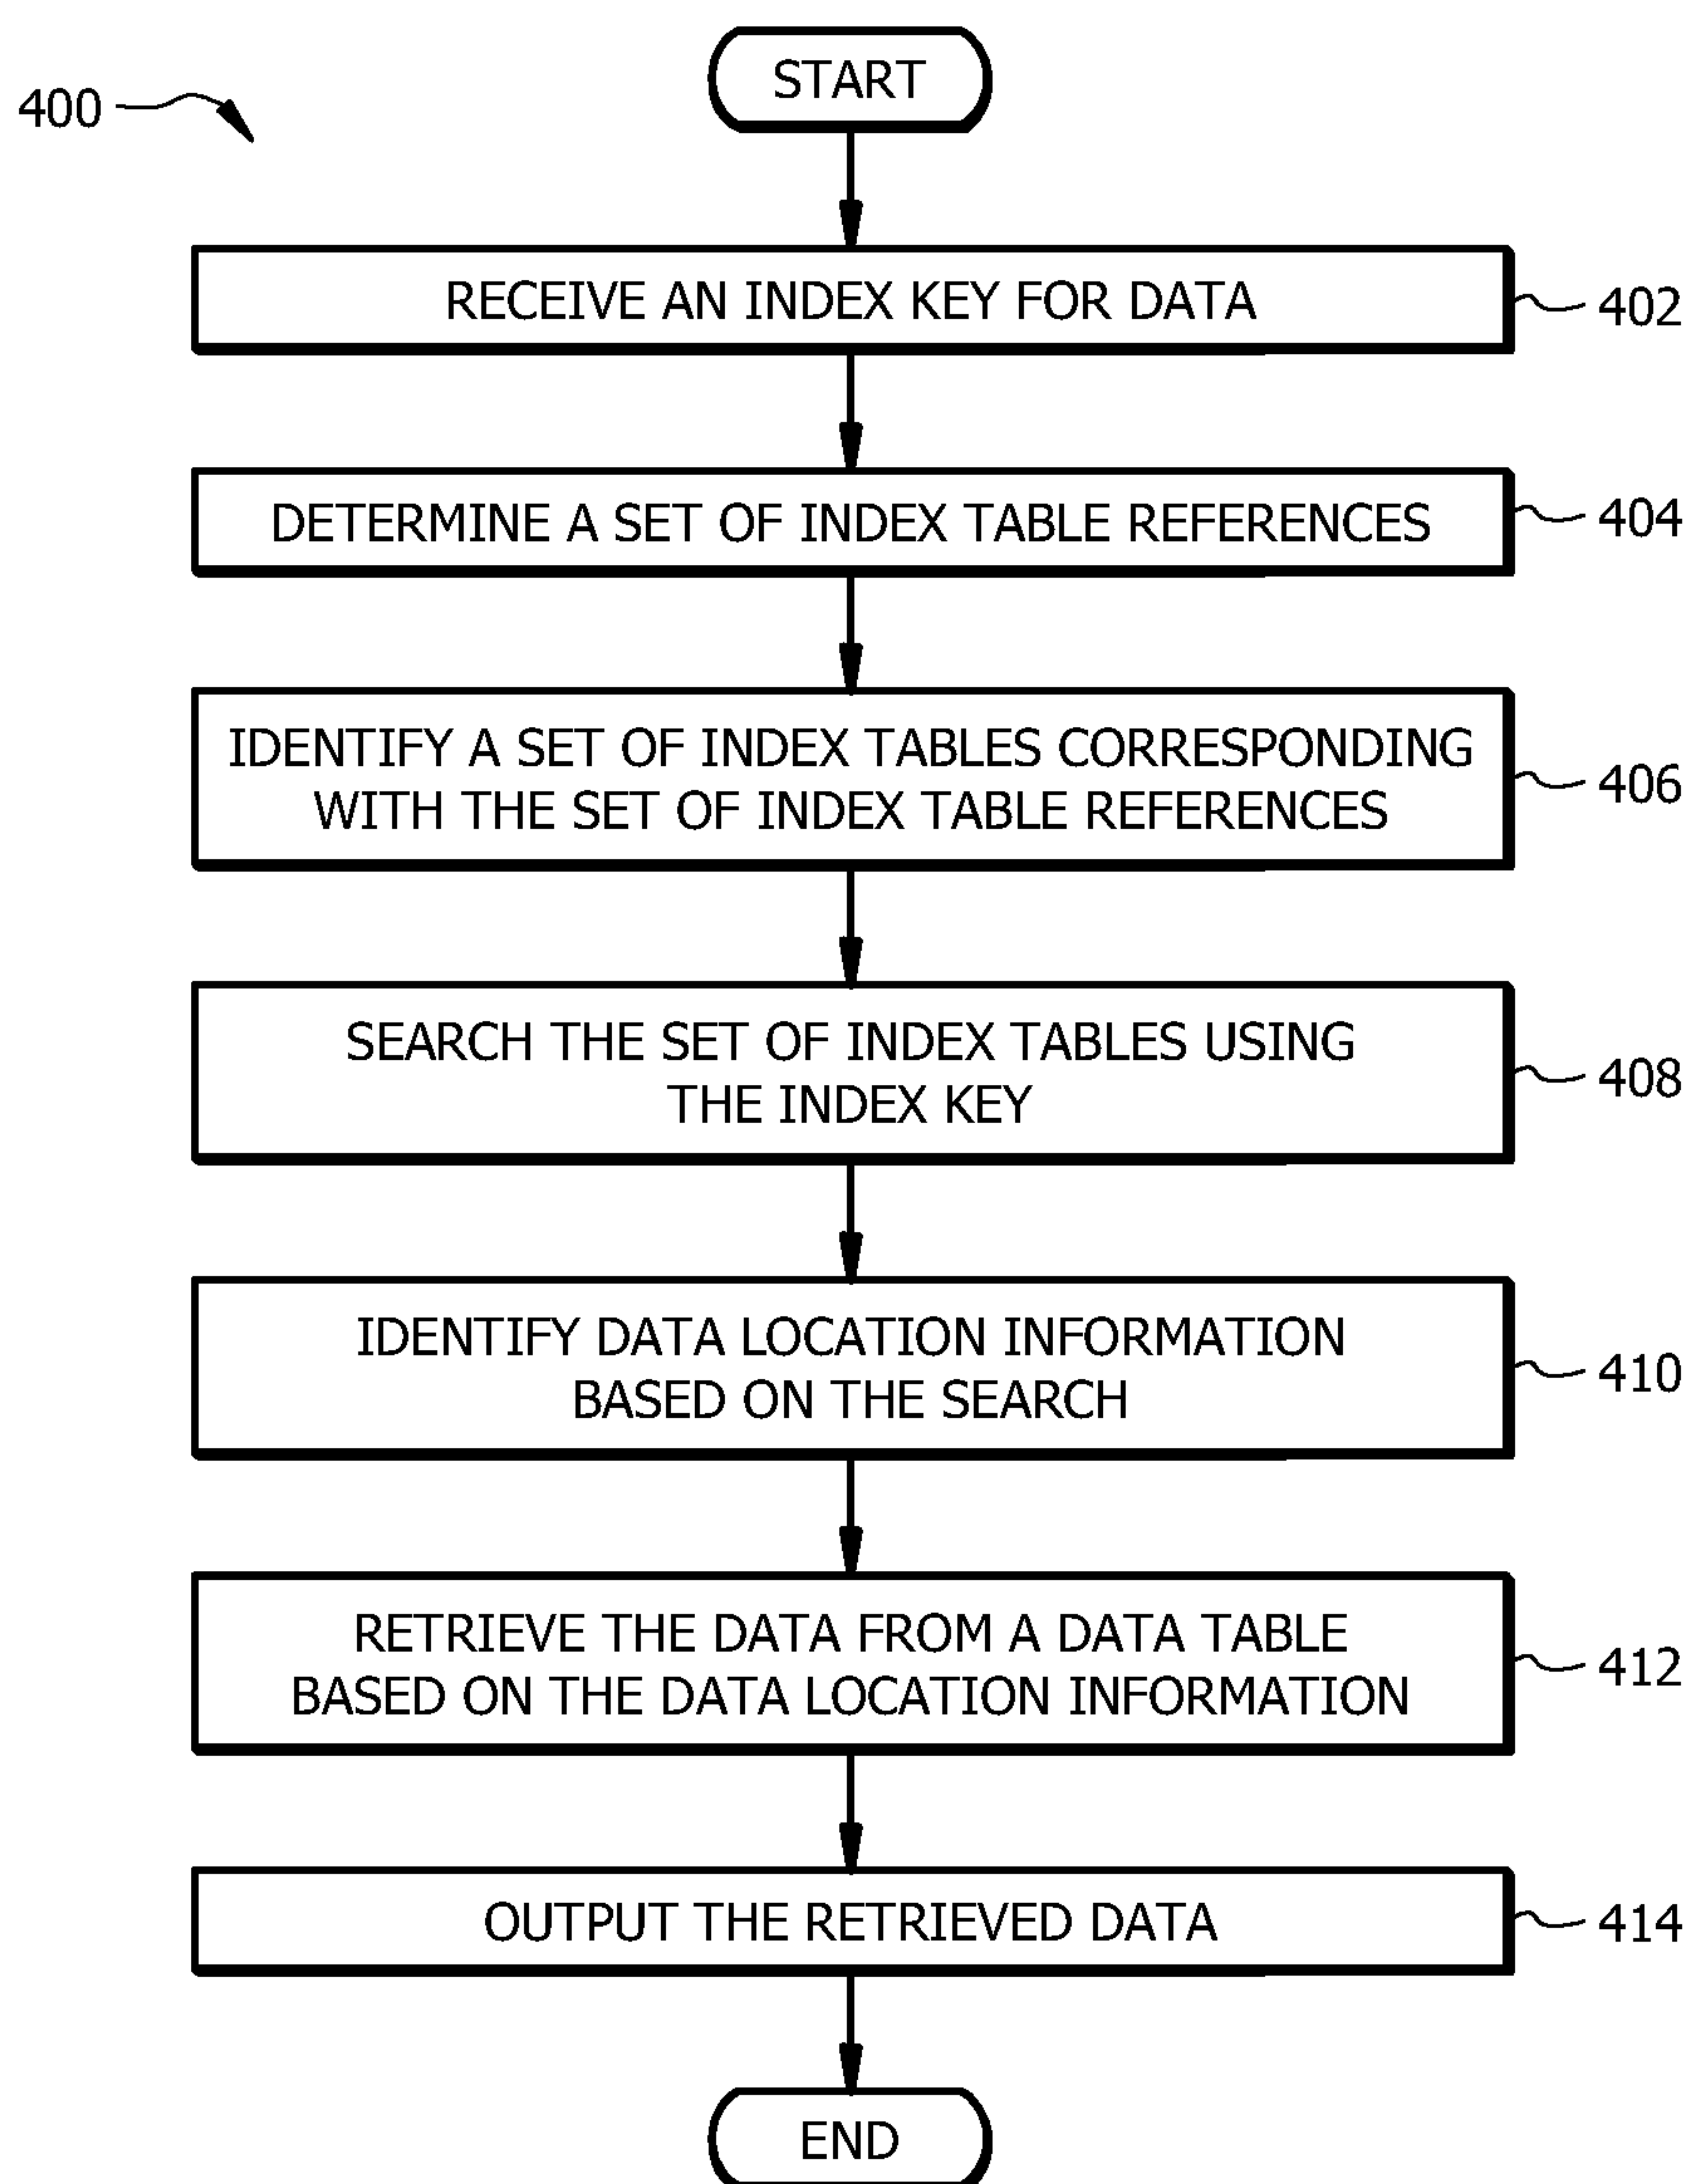 START
400
RECEIVE AN INDEX KEY FOR DATA
402
DETERMINE A SET OF INDEX TABLE REFERENCES
404
IDENTIFY A SET OF INDEX TABLES CORRESPONDING
WITH THE SET OF INDEX TABLE REFERENCES
406
SEARCH THE SET OF INDEX TABLES USING
THE INDEX KEY
408
IDENTIFY DATA LOCATION INFORMATION
BASED ON THE SEARCH
410
RETRIEVE THE DATA FROM A DATA TABLE
BASED ON THE DATA LOCATION INFORMATION
412
OUTPUT THE RETRIEVED DATA
414
END